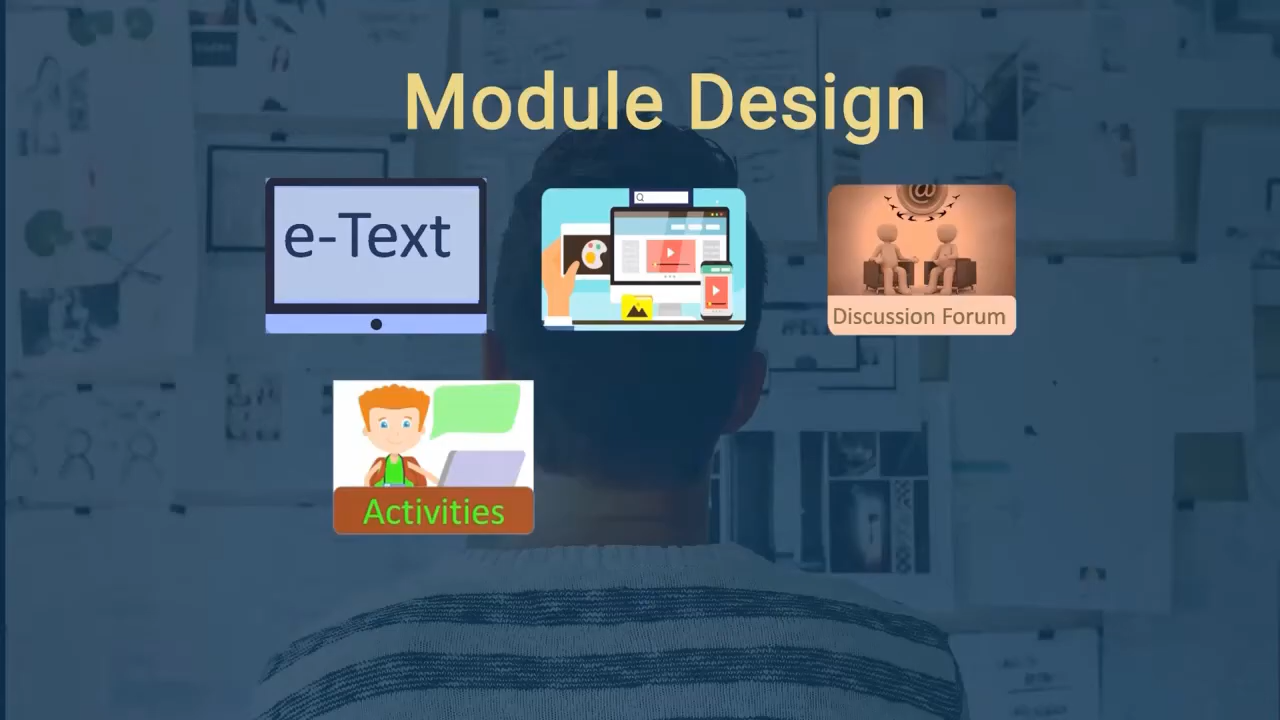 Module Design
e-Text
@
Discussion Forum
Activities